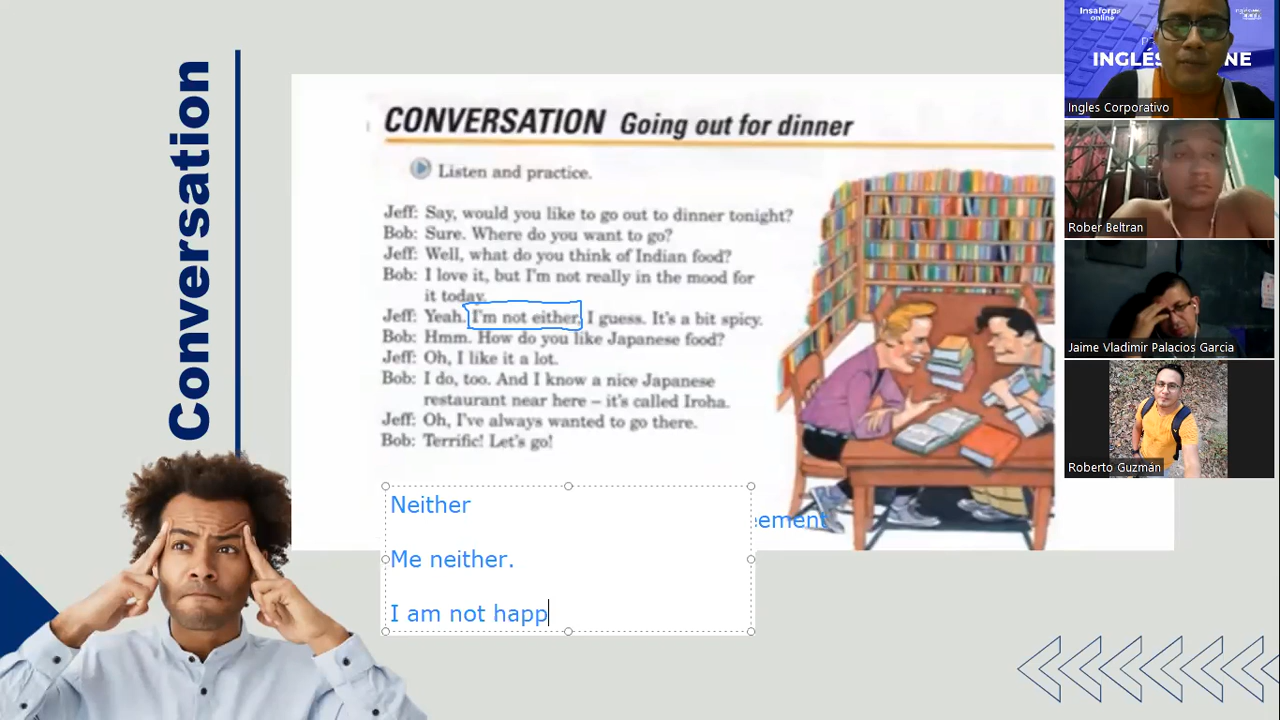 Conversation
CONVERSATION Going out for dinner
Listen and practice.
Jeff: Say, would you like to go out to dinner tonight?
Bob: Sure. Where do you want to go?
Jeff: Well, what do you think of Indian food?
Bob: I love it, but I'm not really in the mood for
it today.
Jeff: Yeah. I'm not either, I guess. It's a bit spicy.
Bob: Hmm. How do you like Japanese food?
Jeff: Oh, I like it a lot.
Bob: I do, too. And I know a nice Japanese
restaurant near here – it's called Iroha.
Jeff: Oh, I've always wanted to go there.
Bob: Terrific! Let's go!
Neither
eement
Me neither.
I am not happ
Insaforp
online
INGLÉS
NE
Ingles Corporativo
Rober Beltran
Jaime Vladimir Palacios Garcia
Roberto Guzmán